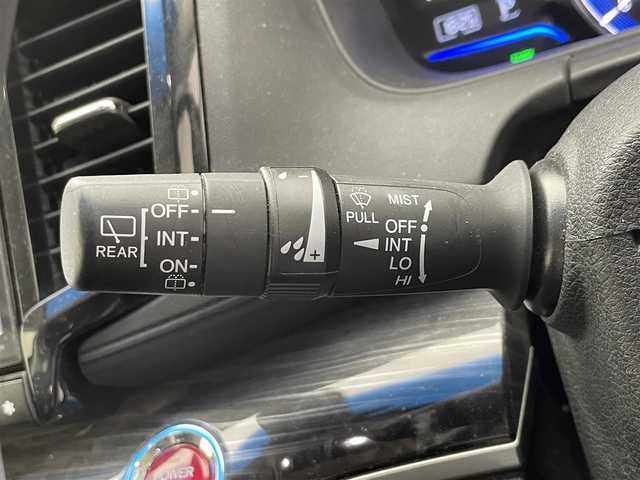 OFF
INT
ON
REAR
- +
PULL
MIST
OFF
INT
LO
HI
POWER